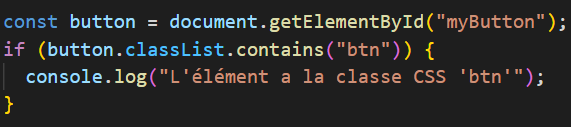 const button = document.getElementById("myButton");
if (button.classList.contains("btn")) {
  console.log("L'élément a la classe CSS 'btn'");
}